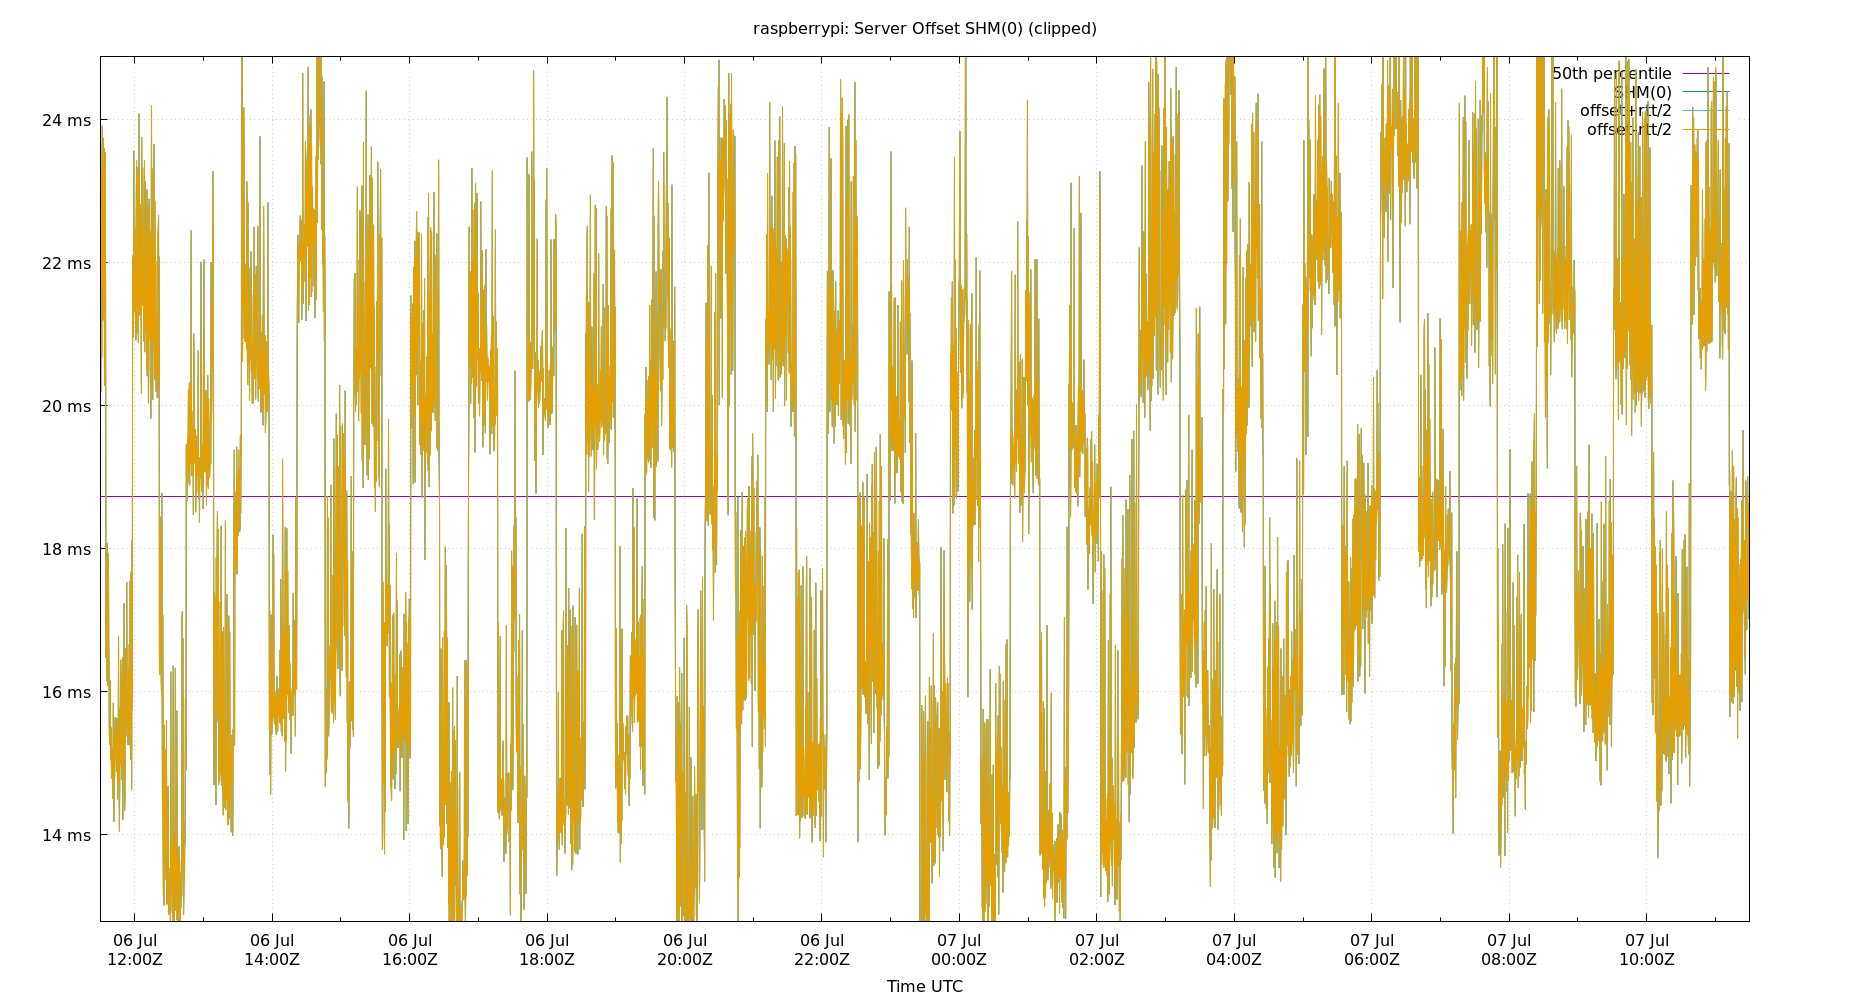 raspberrypi: Server Offset SHM(0) (clipped)
50th percentile
SHM(0)
offset+rtt/2
offset-rtt/2
24 ms
22 ms
20 ms
18 ms
16 ms
14 ms
06 Jul 06 Jul 06 Jul 06 Jul 06 Jul 06 Jul 07 Jul 07 Jul 07 Jul 07 Jul 07 Jul 07 Jul
12:00Z 14:00Z 16:00Z 18:00Z 20:00Z 22:00Z 00:00Z 02:00Z 04:00Z 06:00Z 08:00Z 10:00Z
Time UTC